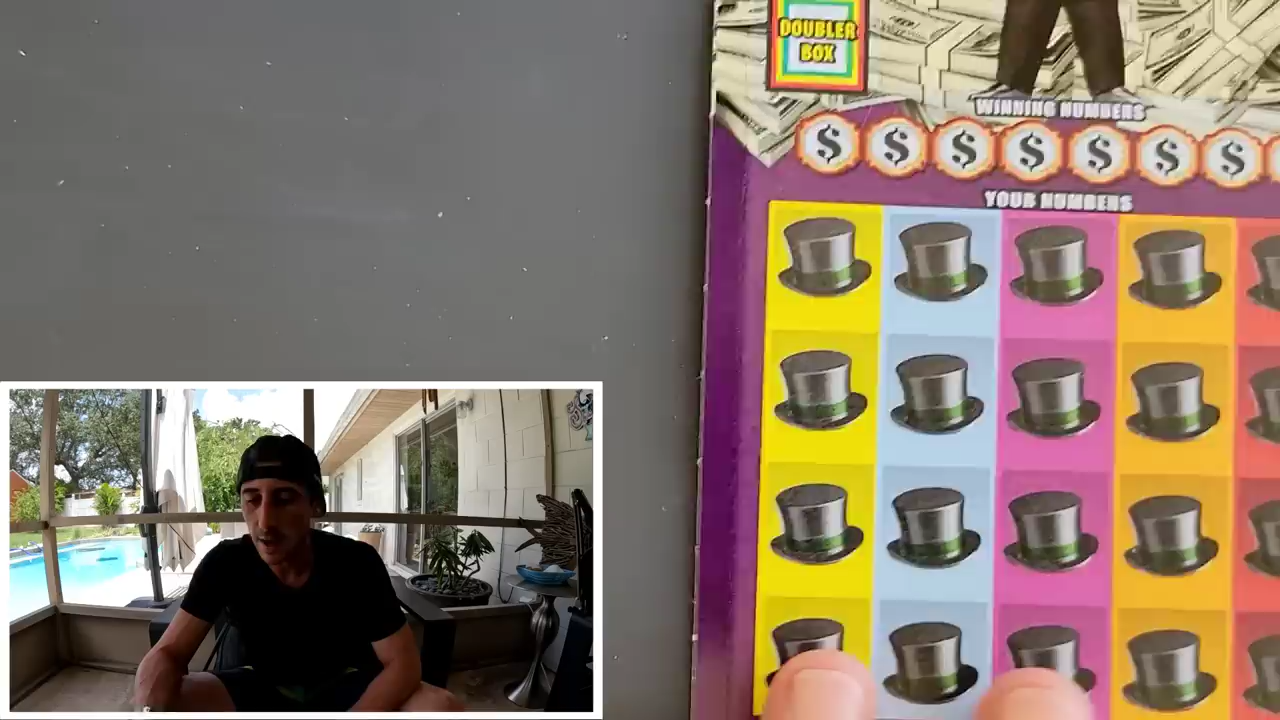 DOUBLER
BOX
WINNING NUMBERS
$ $ $ $ $ $ $
YOUR NUMBERS